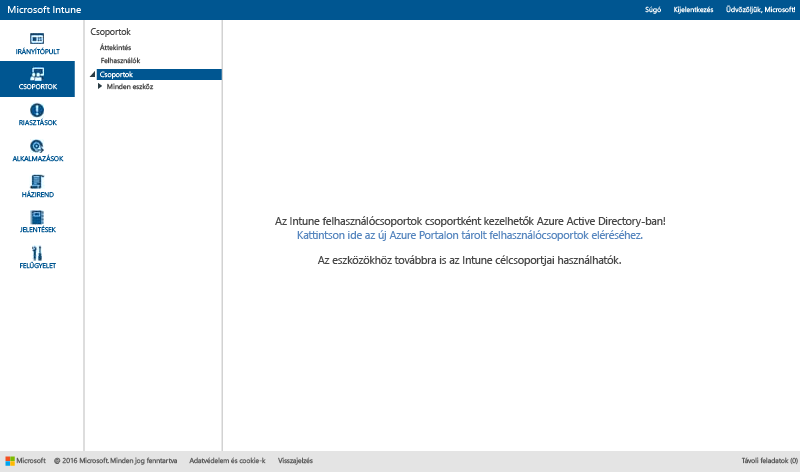 Microsoft Intune
Súgó Kijelentkezés Üdvözöljük, Microsoft!
IRÁNYÍTÓPULT
CSOPORTOK
RIASZTÁSOK
ALKALMAZÁSOK
HÁZIREND
JELENTÉSEK
FELÜGYELET
Csoportok
Áttekintés
Felhasználók
Csoportok
Minden eszköz
Az Intune felhasználócsoportok csoportként kezelhetők Azure Active Directory-ban!
Kattintson ide az új Azure Portalon tárolt felhasználócsoportok eléréséhez.
Az eszközökhöz továbbra is az Intune célcsoportjai használhatók.
Microsoft @ 2016 Microsoft.Minden jog fenntartva Adatvédelem és cookie-k Visszajelzés Távoli feladatok (0)